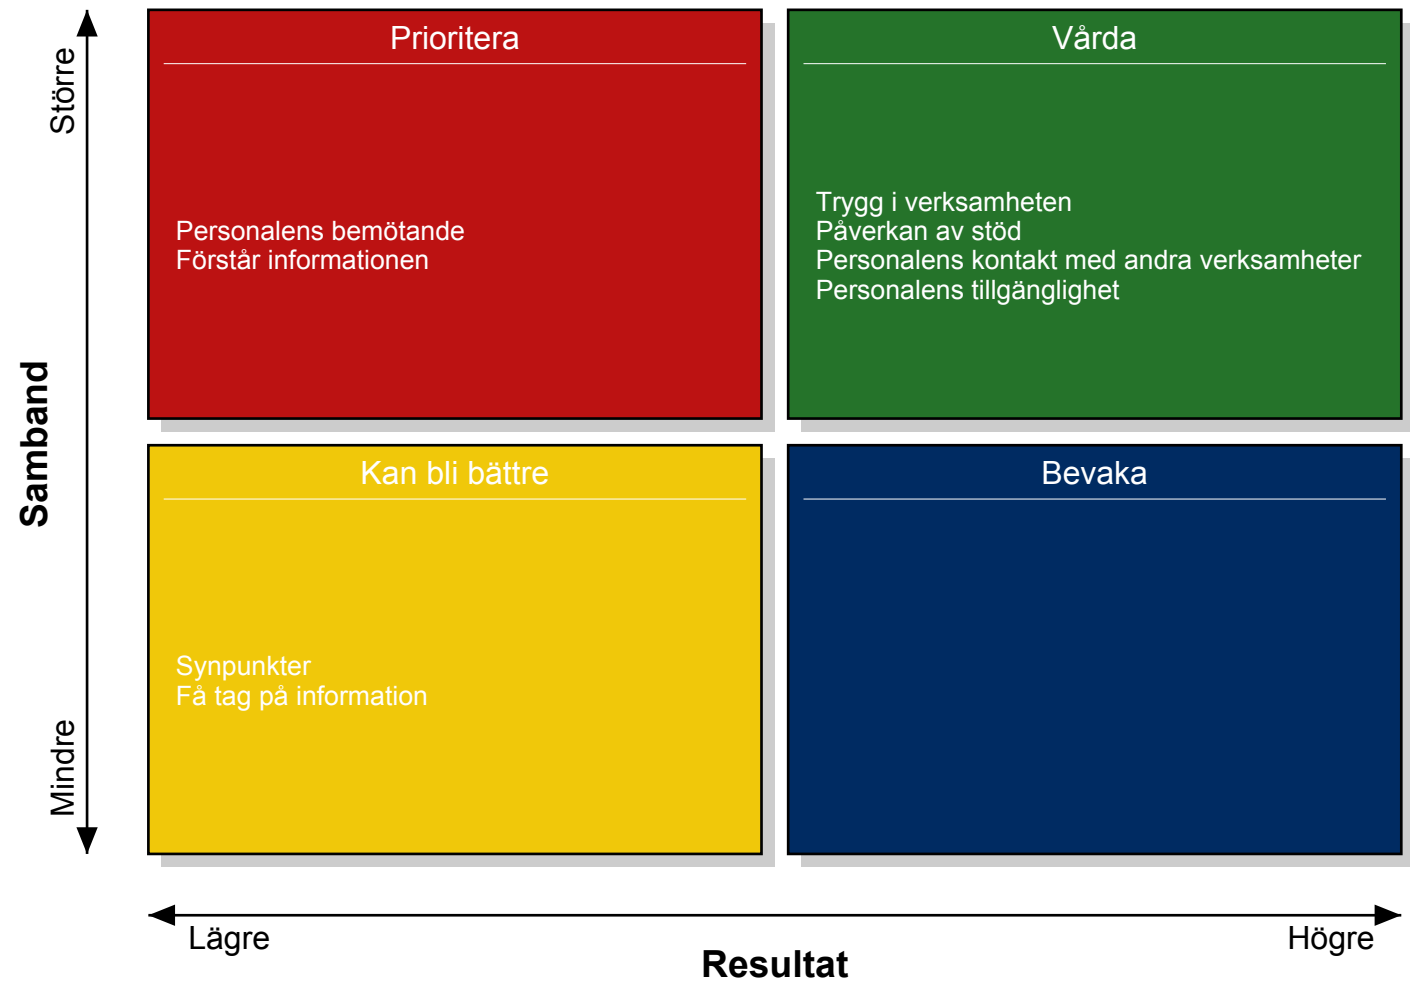 Prioritera
Personalens bemötande
Förstår informationen
Vårda
Trygg i verksamheten
Påverkan av stöd
Personalens kontakt med andra verksamheter
Personalens tillgänglighet
Kan bli bättre
Synpunkter
Få tag på information
Bevaka
Större
Samband
Mindre
Lägre
Resultat
Högre